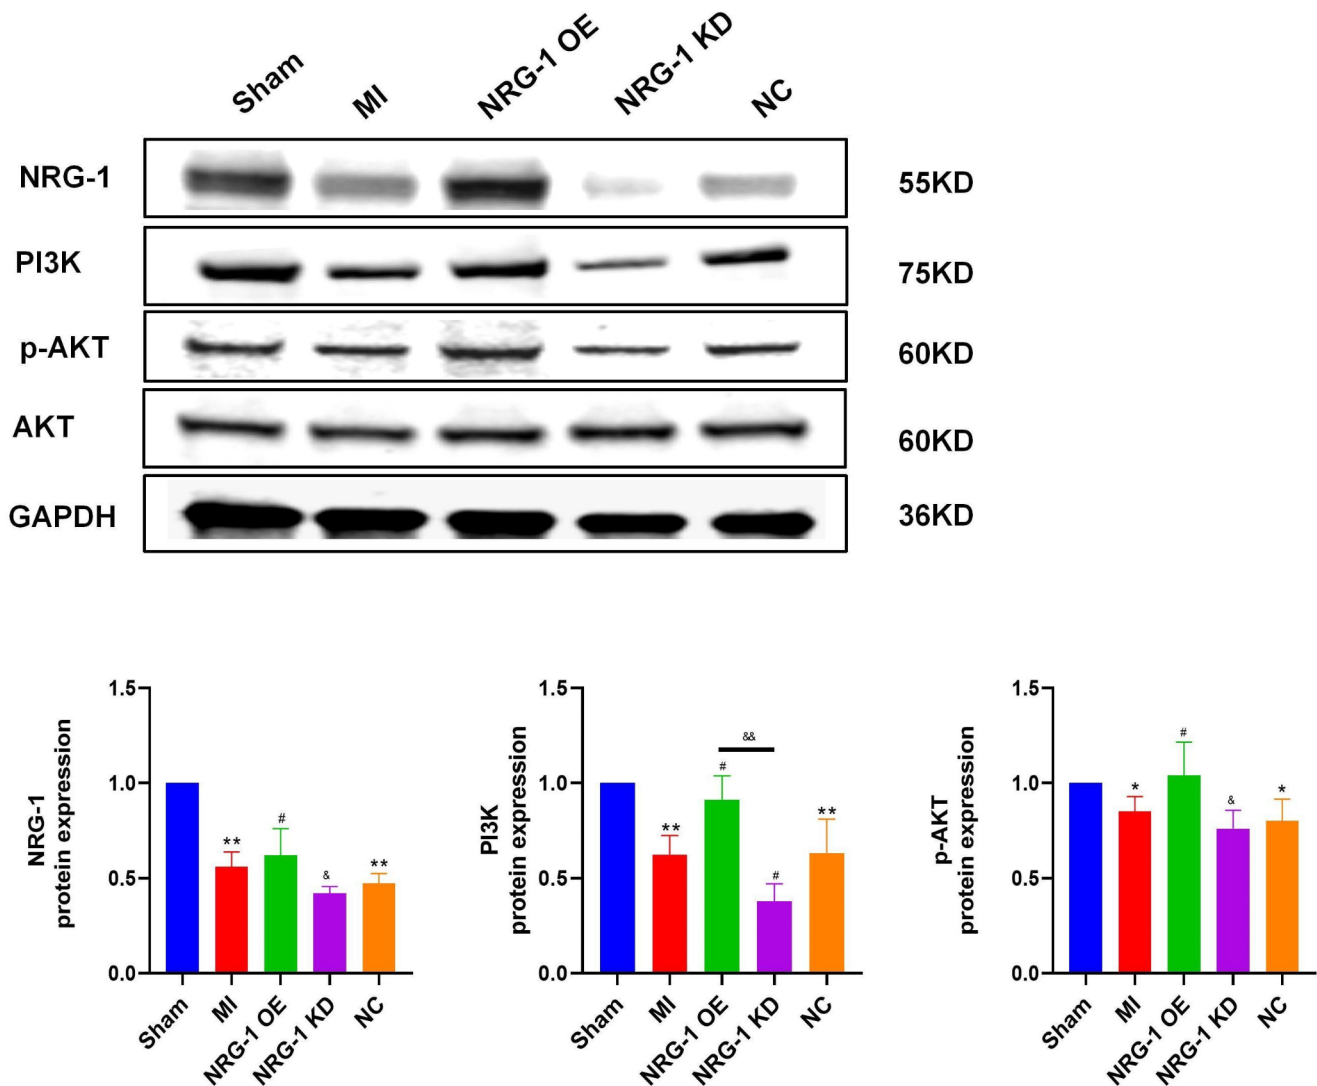 Sham MI NRG-1 OE NRG-1 KD NC
NRG-1 55KD
PI3K 75KD
p-AKT 60KD
AKT 60KD
GAPDH 36KD
NRG-1
protein expression
1.5
1.0
0.5
0.0
** # & **
Sham MI NRG-1 OE NRG-1 KD NC
PI3K
protein expression
1.5
1.0
0.5
0.0
&&
** # # **
Sham MI NRG-1 OE NRG-1 KD NC
p-AKT
protein expression
1.5
1.0
0.5
0.0
* # & *
Sham MI NRG-1 OE NRG-1 KD NC